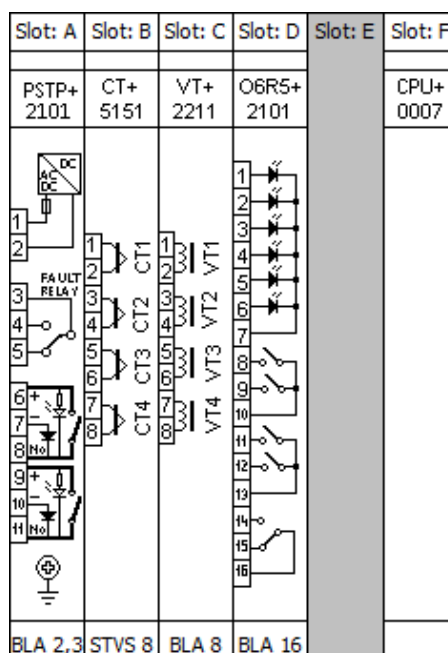 Slot: A Slot: B Slot: C Slot: D Slot: E Slot: F
PSTP+ CT+ VT+ O6R5+ CPU+
2101 5151 2211 2101 0007
DC
AC
DC
1
2
FAULT
RELAY
3
4
5
6 +
7 -
8 No
9 +
10 -
11 No
1
2
CT1
3
4
CT2
5
6
CT3
7
8
CT4
1
2
VT1
3
4
VT2
5
6
VT3
7
8
VT4
1
2
3
4
5
6
7
8
9
10
11
12
13
14
15
16
BLA 2,3 STVS 8 BLA 8 BLA 16